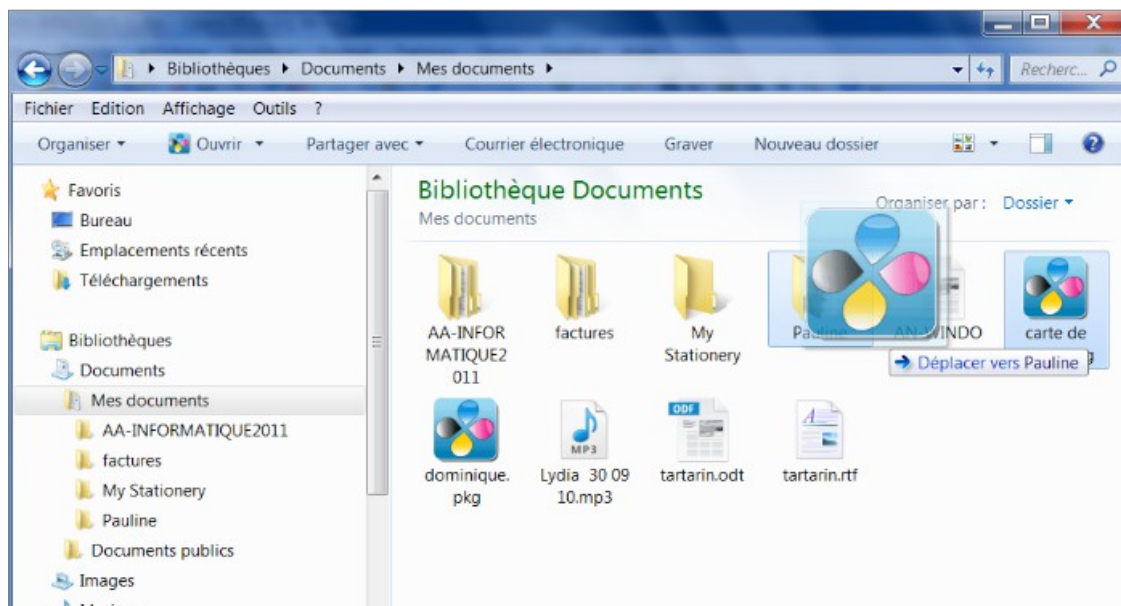 Bibliothèques Documents Mes documents
Recherc...
Fichier Edition Affichage Outils ?
Organiser Ouvrir Partager avec Courrier électronique Graver Nouveau dossier
Favoris
Bureau
Emplacements récents
Téléchargements
Bibliothèques
Documents
Mes documents
AA-INFORMATIQUE2011
factures
My Stationery
Pauline
Documents publics
Images
Bibliothèque Documents
Mes documents
Organiser par : Dossier
AA-INFOR
MATIQUE2
011
factures
My
Stationery
Pauline
AN-WINDO
carte de
Déplacer vers Pauline
dominique.
pkg
MP3
Lydia 30 09
10.mp3
ODF
tartarin.odt
A
tartarin.rtf